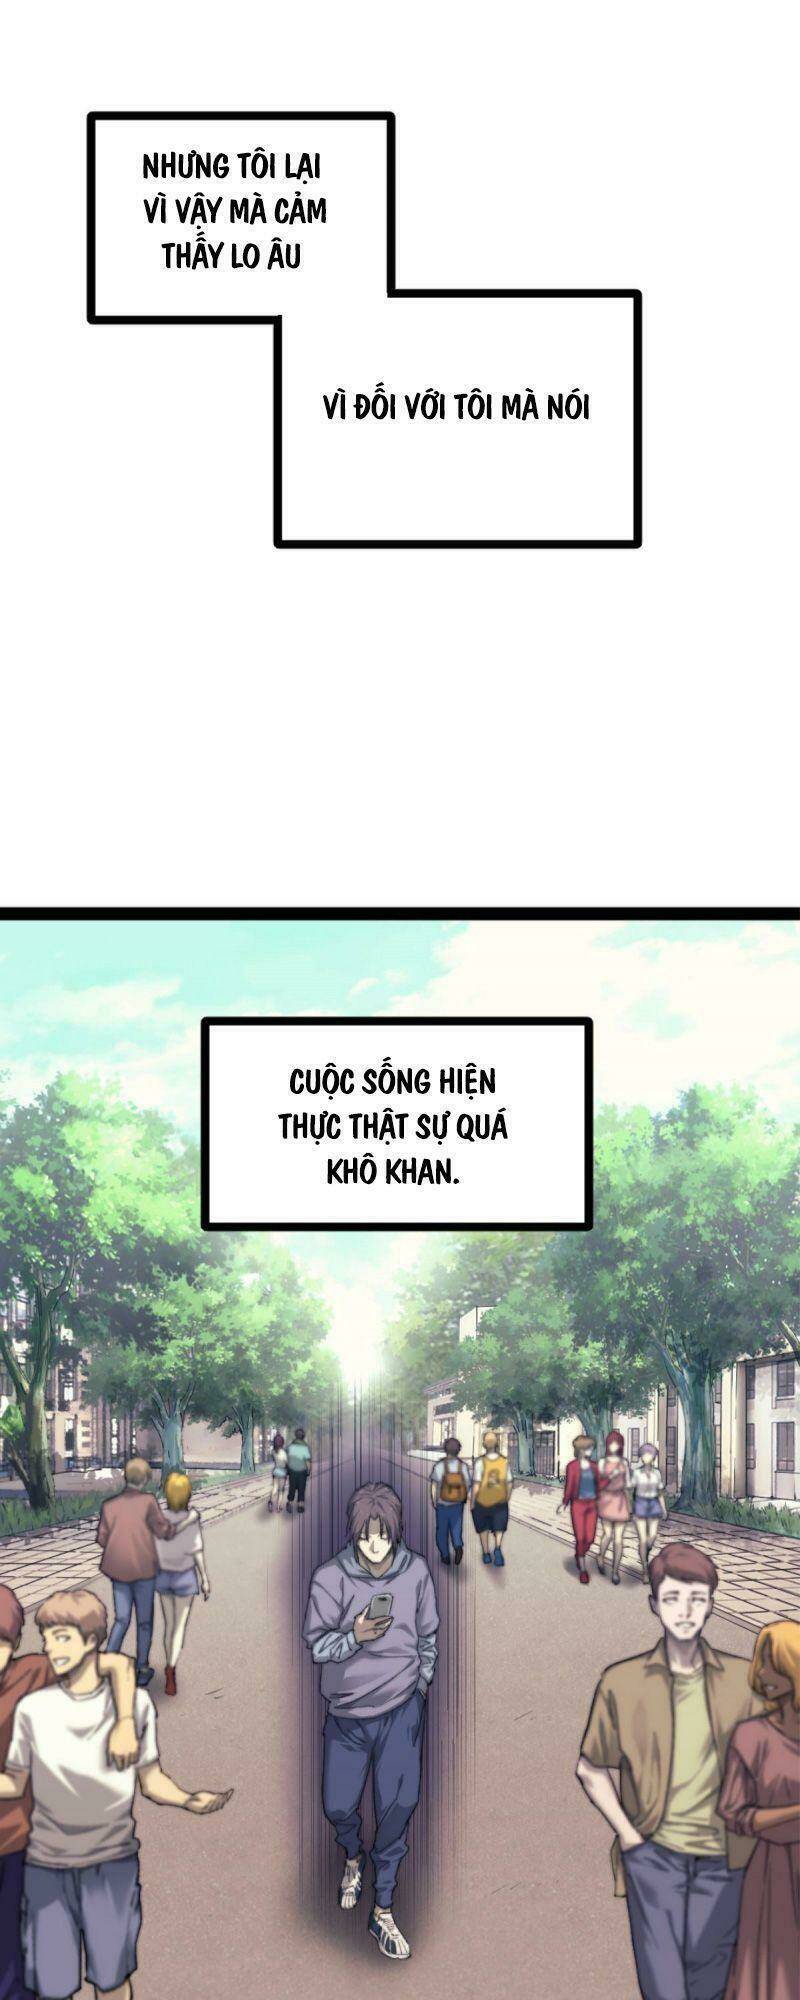 NHƯNG TÔI LẠI
VÌ VẬY MÀ CẢM
THẤY LO ÂU
VÌ ĐỐI VỚI TÔI MÀ NÓI
CUỘC SỐNG HIỆN
THỰC THẬT SỰ QUÁ
KHÔ KHAN.